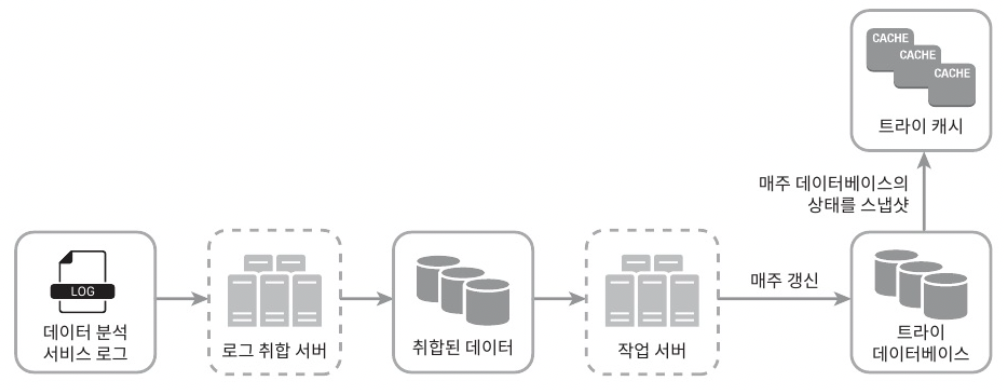 CACHE
CACHE
CACHE
트라이 캐시
매주 데이터베이스의
상태를 스냅샷
LOG
데이터 분석
서비스 로그
로그 취합 서버
취합된 데이터
작업 서버
매주 갱신
트라이
데이터베이스